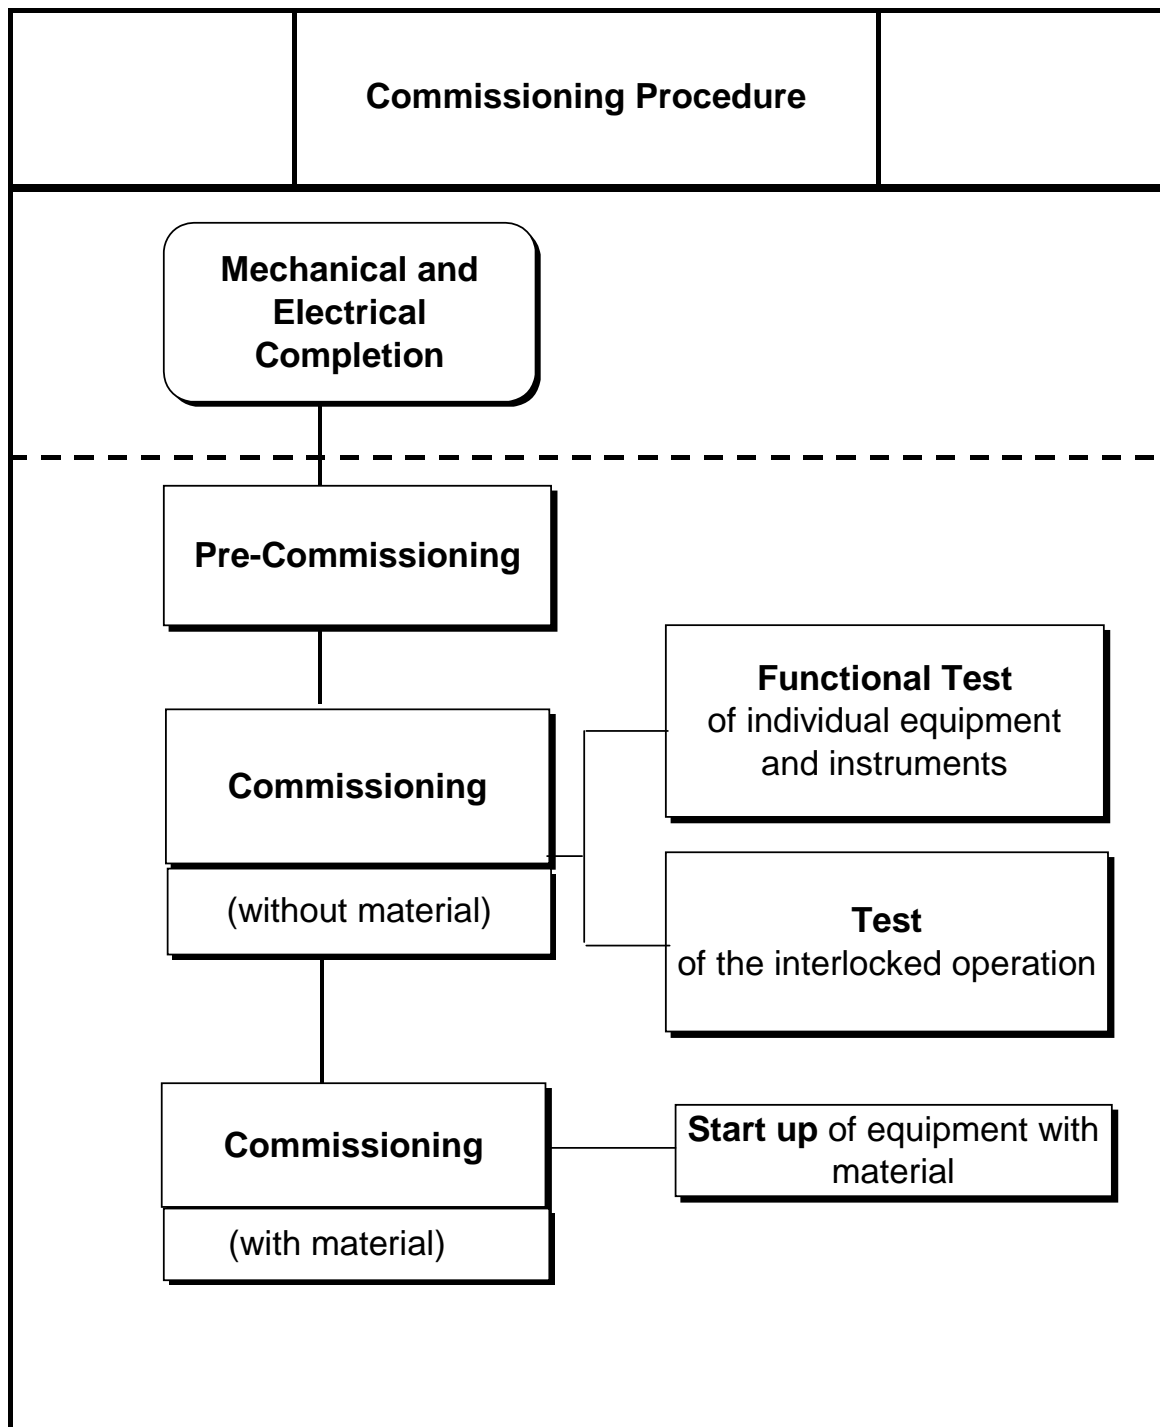 Commissioning Procedure
Mechanical and
Electrical
Completion
Pre-Commissioning
Commissioning
(without material)
Functional Test
of individual equipment
and instruments
Test
of the interlocked operation
Commissioning
(with material)
Start up of equipment with
material